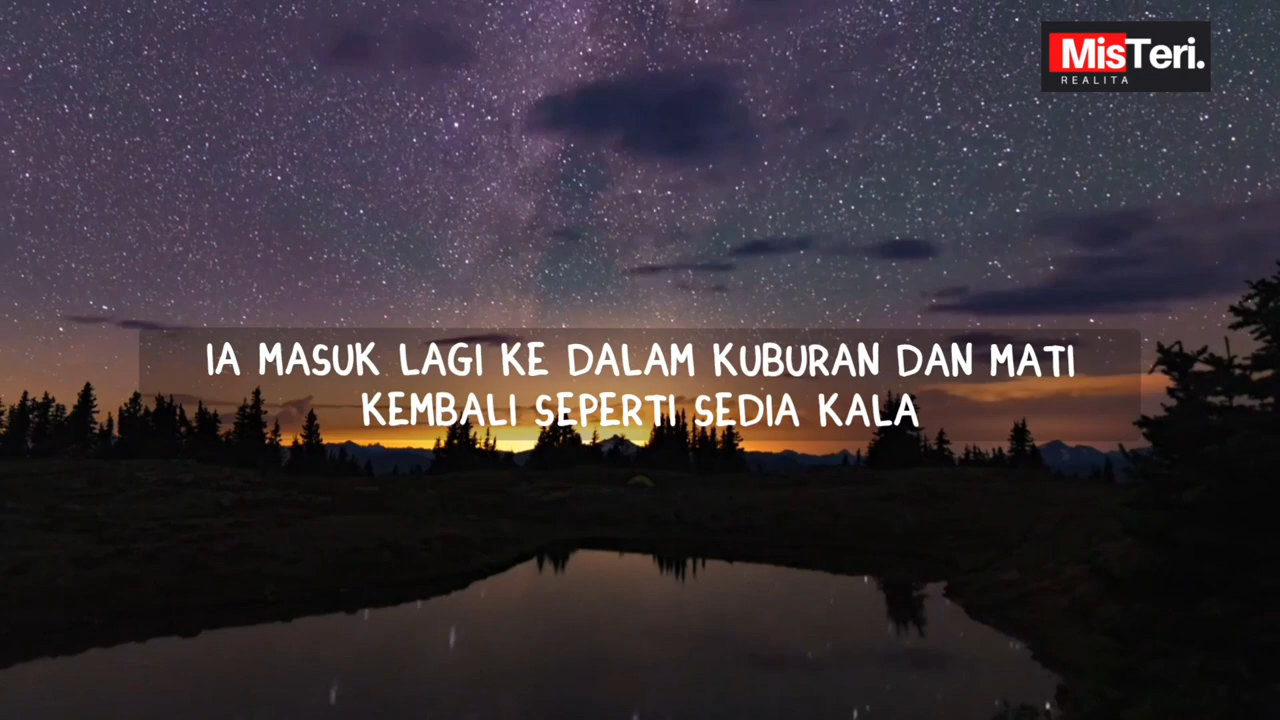 MisTeri.
REALITA
IA MASUK LAGI KE DALAM KUBURAN DAN MATI
KEMBALI SEPERTI SEDIA KALA